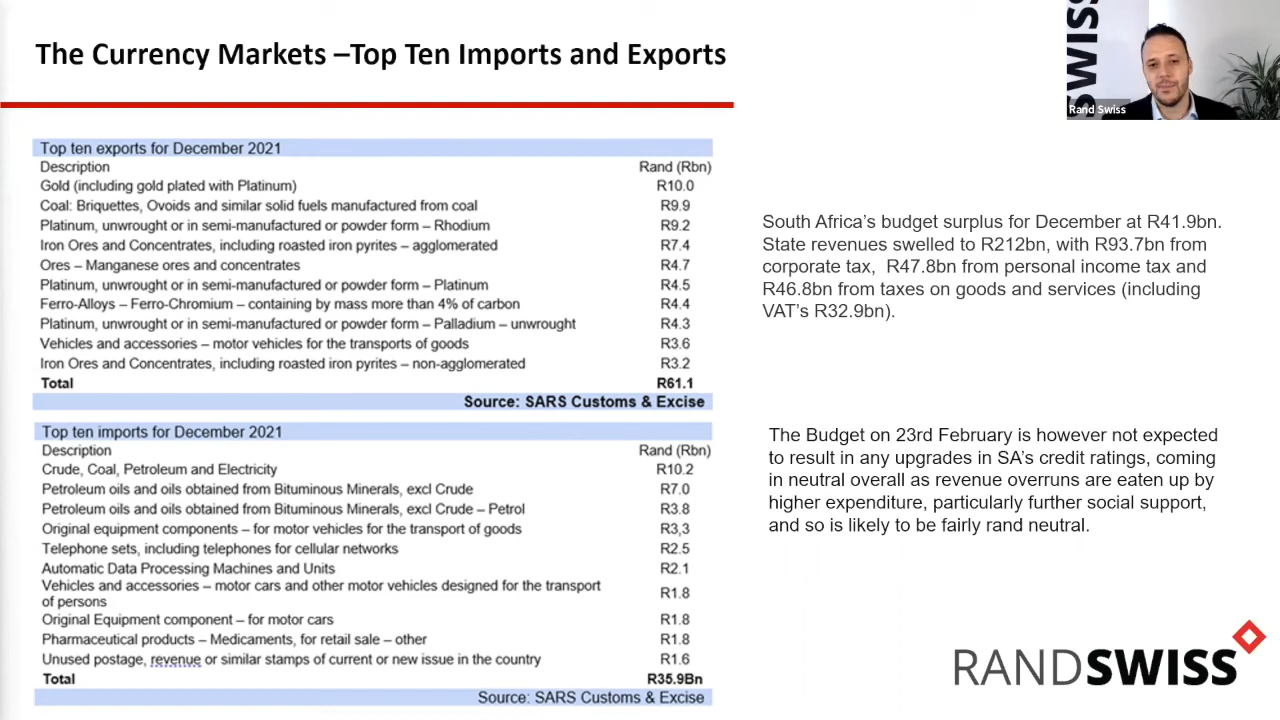 The Currency Markets –Top Ten Imports and Exports
SWISS
Rand Swiss
Top ten exports for December 2021
Description Rand (Rbn)
Gold (including gold plated with Platinum) R10.0
Coal: Briquettes, Ovoids and similar solid fuels manufactured from coal R9.9
Platinum, unwrought or in semi-manufactured or powder form – Rhodium R9.2
Iron Ores and Concentrates, including roasted iron pyrites – agglomerated R7.4
Ores – Manganese ores and concentrates R4.7
Platinum, unwrought or in semi-manufactured or powder form – Platinum R4.5
Ferro-Alloys – Ferro-Chromium – containing by mass more than 4% of carbon R4.4
Platinum, unwrought or in semi-manufactured or powder form – Palladium – unwrought R4.3
Vehicles and accessories – motor vehicles for the transports of goods R3.6
Iron Ores and Concentrates, including roasted iron pyrites – non-agglomerated R3.2
Total R61.1
Source: SARS Customs & Excise
Top ten imports for December 2021
Description Rand (Rbn)
Crude, Coal, Petroleum and Electricity R10.2
Petroleum oils and oils obtained from Bituminous Minerals, excl Crude R7.0
Petroleum oils and oils obtained from Bituminous Minerals, excl Crude – Petrol R3.8
Original equipment components – for motor vehicles for the transport of goods R3,3
Telephone sets, including telephones for cellular networks R2.5
Automatic Data Processing Machines and Units R2.1
Vehicles and accessories – motor cars and other motor vehicles designed for the transport
of persons R1.8
Original Equipment component – for motor cars R1.8
Pharmaceutical products – Medicaments, for retail sale – other R1.8
Unused postage, revenue or similar stamps of current or new issue in the country R1.6
Total R35.9Bn
Source: SARS Customs & Excise
South Africa's budget surplus for December at R41.9bn.
State revenues swelled to R212bn, with R93.7bn from
corporate tax, R47.8bn from personal income tax and
R46.8bn from taxes on goods and services (including
VAT's R32.9bn).
The Budget on 23rd February is however not expected
to result in any upgrades in SA's credit ratings, coming
in neutral overall as revenue overruns are eaten up by
higher expenditure, particularly further social support,
and so is likely to be fairly rand neutral.
RANDSWISS